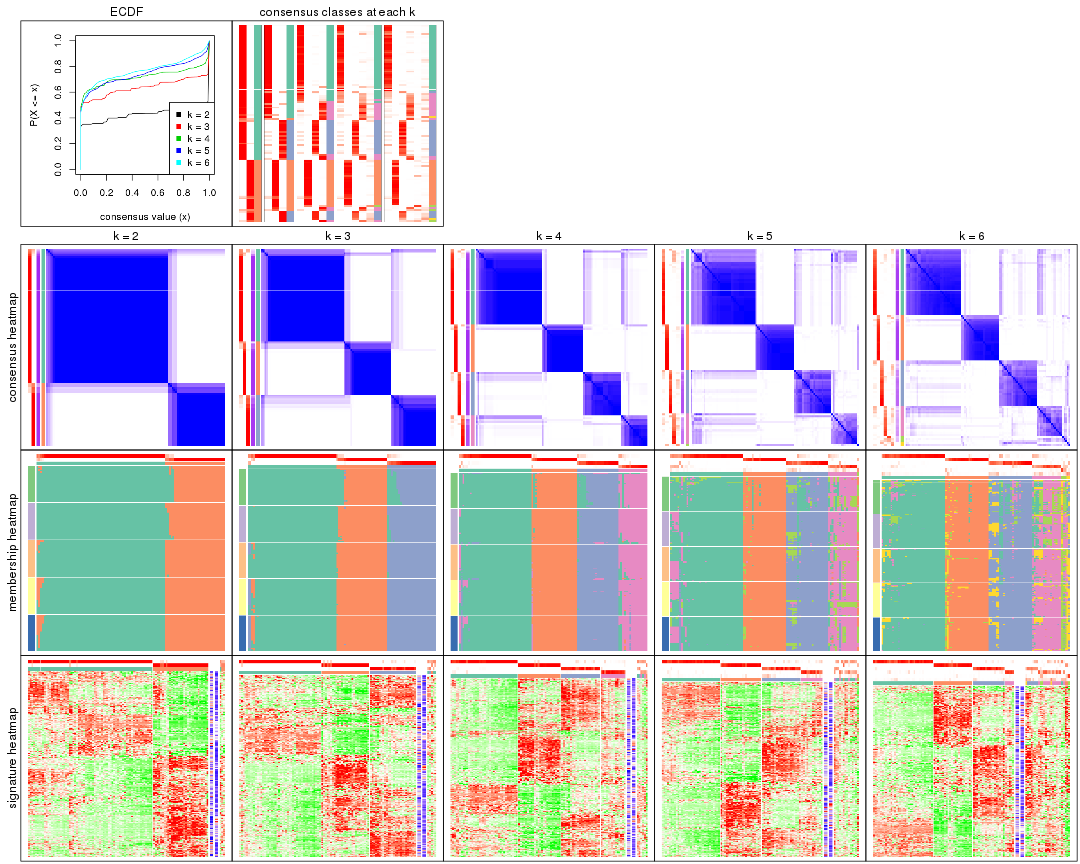 ECDF
consensus classes at each k
P(X <= x)
0.0 0.2 0.4 0.6 0.8 1.0
k = 2
k = 3
k = 4
k = 5
k = 6
0.0 0.2 0.4 0.6 0.8 1.0
consensus value (x)
k = 2 k = 3 k = 4 k = 5 k = 6
consensus heatmap
membership heatmap
signature heatmap